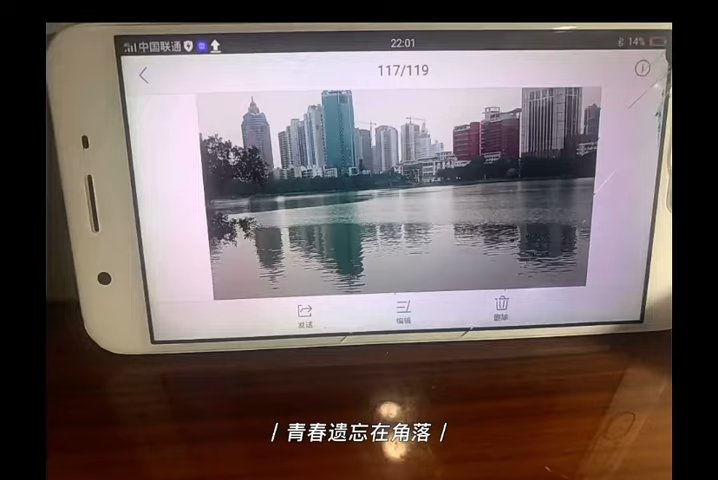 中国联通
22:01
14%
117/119
发送
编辑
删除
/ 青春遗忘在角落 /